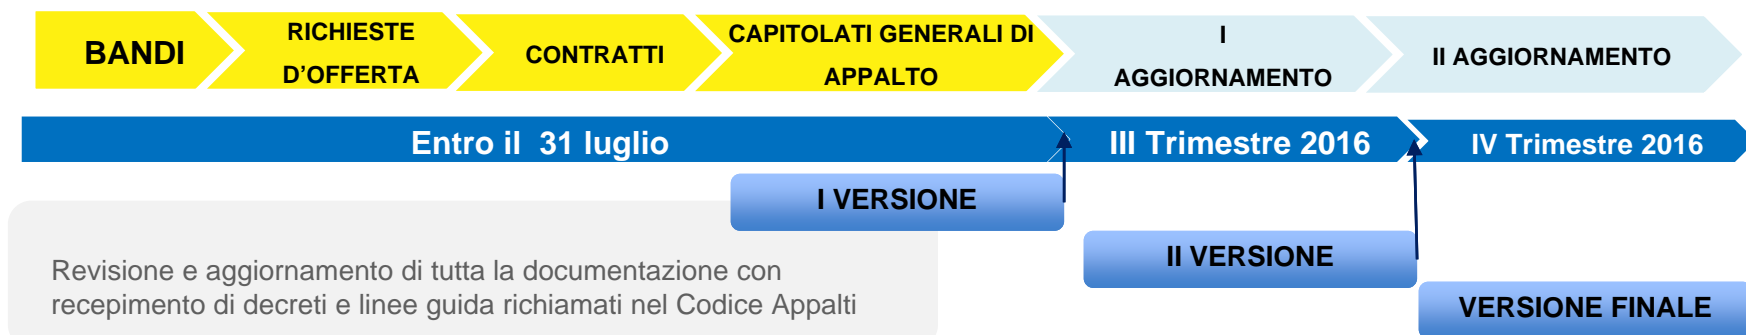 BANDI
RICHIESTE
D’OFFERTA
CONTRATTI
CAPITOLATI GENERALI DI
APPALTO
I
AGGIORNAMENTO
II AGGIORNAMENTO
Entro il 31 luglio
III Trimestre 2016
IV Trimestre 2016
I VERSIONE
II VERSIONE
VERSIONE FINALE
Revisione e aggiornamento di tutta la documentazione con
recepimento di decreti e linee guida richiamati nel Codice Appalti